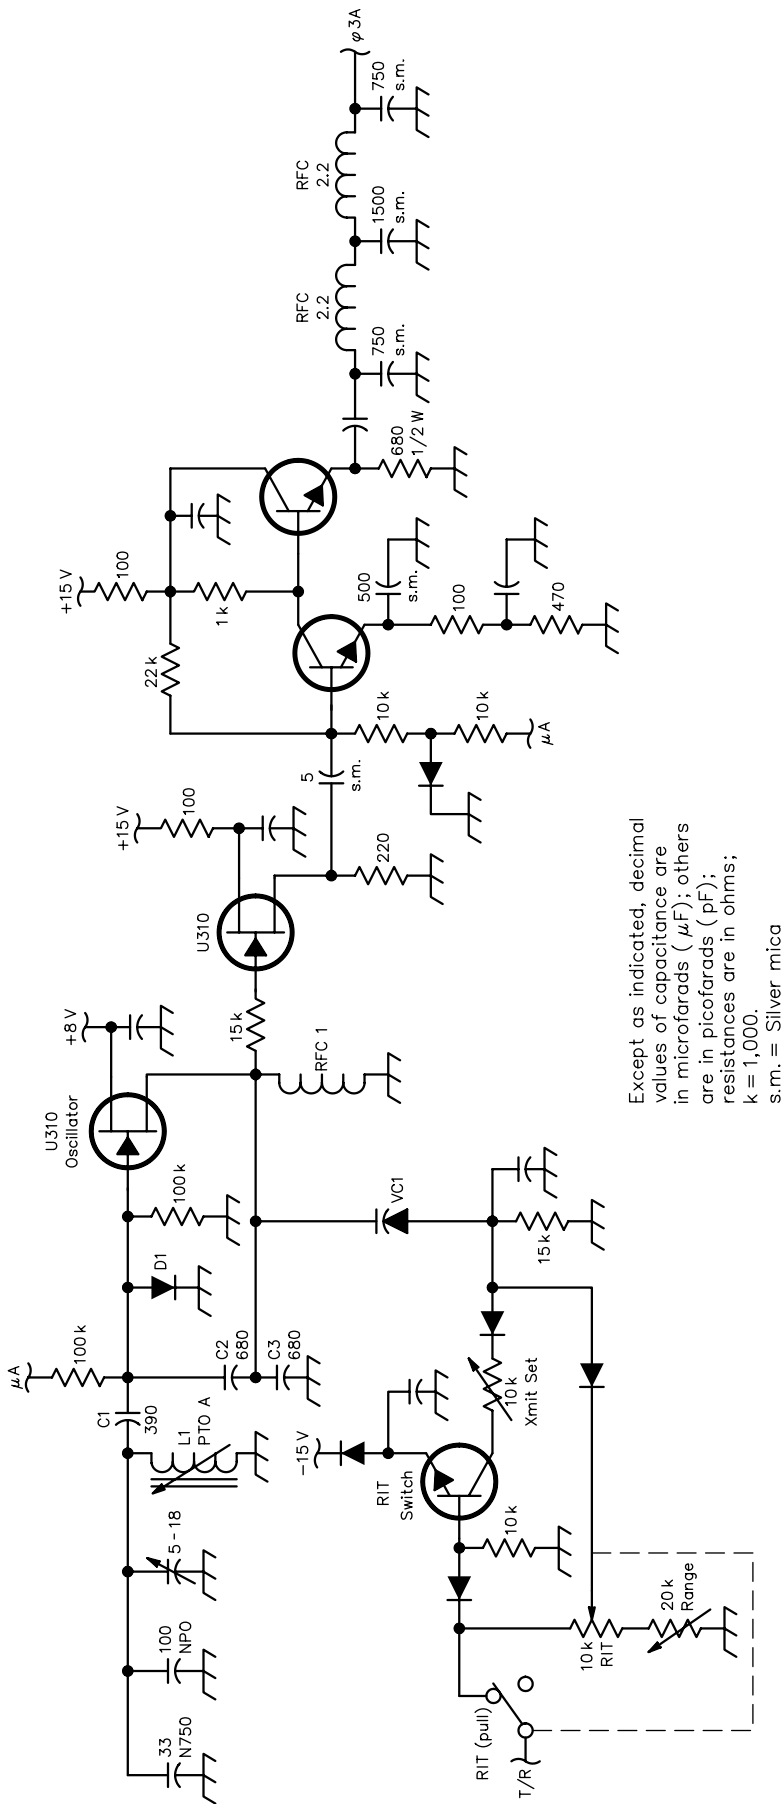 μA
+8 V
U310
Oscillator
+15 V
100
U310
+15 V
100
22 k
1 k
100 k
C1
390
D1
100 k
15 k
5
s.m.
10 k
500
s.m.
680
1/2 W
RFC
2.2
RFC
2.2
φ3A
750
s.m.
1500
s.m.
750
s.m.
33
N750
100
NPO
5 - 18
L1
PTO A
C2
680
C3
680
RFC 1
220
10 k
μA
100
470
-15 V
RIT
Switch
VC1
10 k
Xmit Set
15 k
10 k
RIT (pull)
T/R
10 k
RIT
20 k
Range
Except as indicated, decimal
values of capacitance are
in microfarads ( μF); others
are in picofarads ( pF);
resistances are in ohms;
k = 1,000.
s.m. = Silver mica